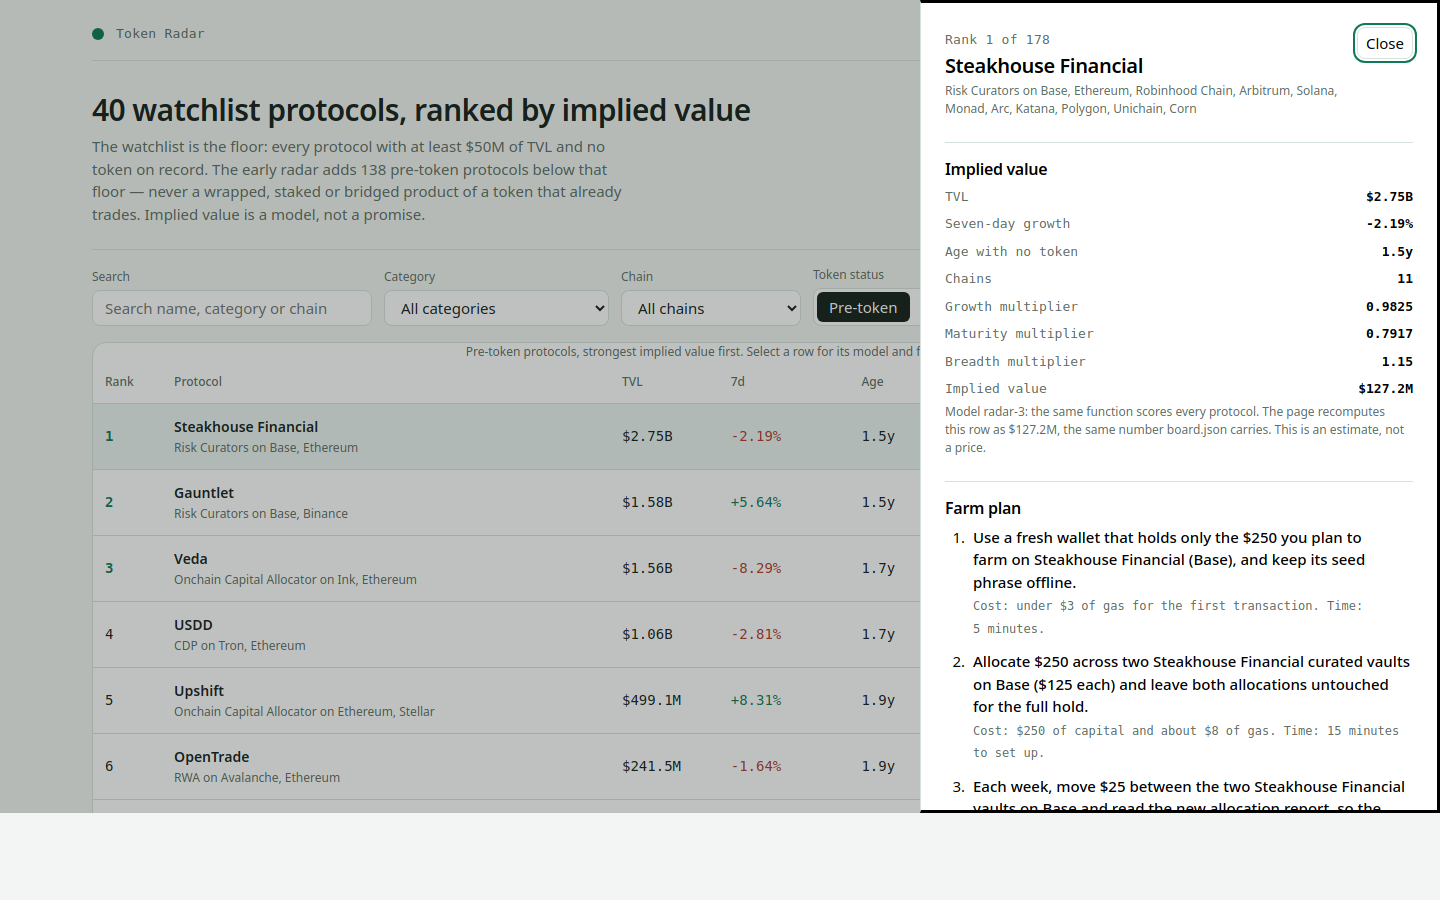 Token Radar
40 watchlist protocols, ranked by implied value
The watchlist is the floor: every protocol with at least $50M of TVL and no
token on record. The early radar adds 138 pre-token protocols below that
floor — never a wrapped, staked or bridged product of a token that already
trades. Implied value is a model, not a promise.
Search
Category
Chain
Token status
Search name, category or chain
All categories
All chains
Pre-token
Pre-token protocols, strongest implied value first. Select a row for its model and f
Rank
Protocol
TVL
7d
Age
1
Steakhouse Financial
Risk Curators on Base, Ethereum
$2.75B
-2.19%
1.5y
2
Gauntlet
Risk Curators on Base, Binance
$1.58B
+5.64%
1.5y
3
Veda
Onchain Capital Allocator on Ink, Ethereum
$1.56B
-8.29%
1.7y
4
USDD
CDP on Tron, Ethereum
$1.06B
-2.81%
1.7y
5
Upshift
Onchain Capital Allocator on Ethereum, Stellar
$499.1M
+8.31%
1.9y
6
OpenTrade
RWA on Avalanche, Ethereum
$241.5M
-1.64%
1.9y
Rank 1 of 178
Close
Steakhouse Financial
Risk Curators on Base, Ethereum, Robinhood Chain, Arbitrum, Solana,
Monad, Arc, Katana, Polygon, Unichain, Corn
Implied value
TVL $2.75B
Seven-day growth -2.19%
Age with no token 1.5y
Chains 11
Growth multiplier 0.9825
Maturity multiplier 0.7917
Breadth multiplier 1.15
Implied value $127.2M
Model radar-3: the same function scores every protocol. The page recomputes
this row as $127.2M, the same number board.json carries. This is an estimate, not
a price.
Farm plan
1. Use a fresh wallet that holds only the $250 you plan to
farm on Steakhouse Financial (Base), and keep its seed
phrase offline.
Cost: under $3 of gas for the first transaction. Time:
5 minutes.
2. Allocate $250 across two Steakhouse Financial curated vaults
on Base ($125 each) and leave both allocations untouched
for the full hold.
Cost: $250 of capital and about $8 of gas. Time: 15 minutes
to set up.
3. Each week, move $25 between the two Steakhouse Financial
vaults on Base and read the new allocation report, so the